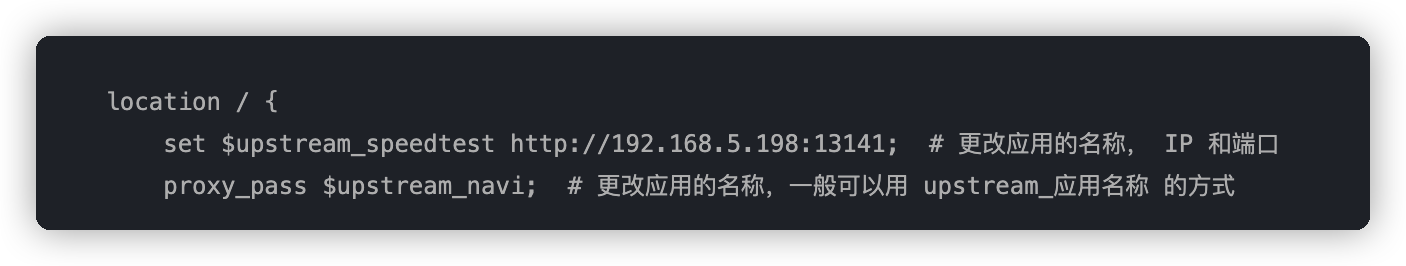 location / {
    set $upstream_speedtest http://192.168.5.198:13141;  # 更改应用的名称， IP 和端口
    proxy_pass $upstream_navi;  # 更改应用的名称，一般可以用 upstream_应用名称 的方式